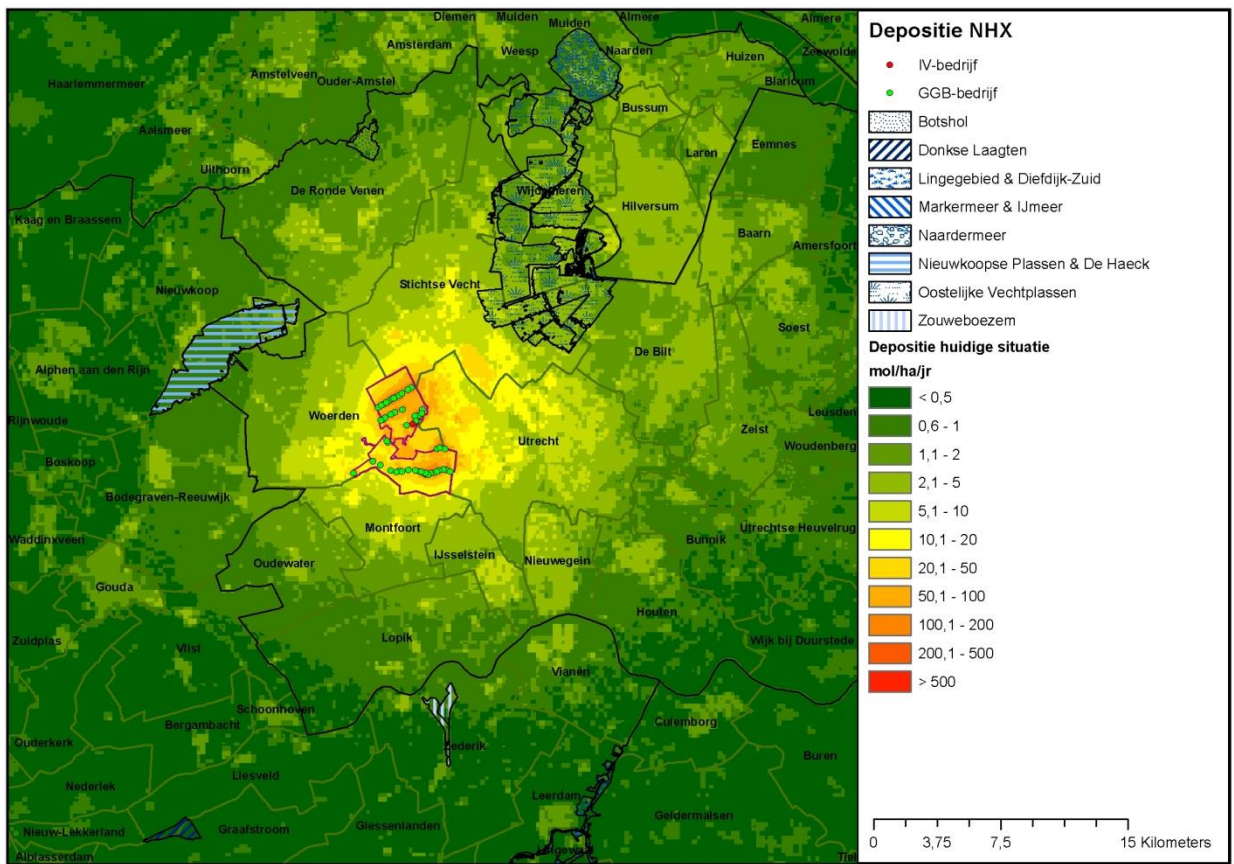 Diemen
Muiden
Muiden
Almere
Almere
Amsterdam
Weesp
Naarden
Huizen
Zeewolde
Haarlemmermeer
Amstelveen
Ouder-Amstel
Blaricum
Bussum
Aalsmeer
Laren
Eemnes
Uithoorn
De Ronde Venen
Wijdemeren
Hilversum
Kaag en Braassem
Baarn
Amersfoort
Nieuwkoop
Stichtse Vecht
Soest
De Bilt
Alphen aan den Rijn
Leusden
Rijnwoude
Woerden
Utrecht
Zeist
Woudenberg
Boskoop
Bodegraven-Reeuwijk
Montfoort
Utrechtse Heuvelrug
Waddinxveen
IJsselstein
Nieuwegein
Bunnik
Oudewater
Gouda
Houten
Zuidplas
Vlist
Lopik
Wijk bij Duurstede
Vianen
Schoonhoven
Bergambacht
Culemborg
Ouderkerk
Zederik
Buren
Liesveld
Nederlek
Leerdam
Geldermalsen
Nieuw-Lekkerland
Graafstroom
Giessenlanden
Alblasserdam
Tiel
Depositie NHX
IV-bedrijf
GGB-bedrijf
Botshol
Donkse Laagten
Lingegebied & Diefdijk-Zuid
Markermeer & IJmeer
Naardermeer
Nieuwkoopse Plassen & De Haeck
Oostelijke Vechtplassen
Zouweboezem
Depositie huidige situatie
mol/ha/jr
< 0,5
0,6 - 1
1,1 - 2
2,1 - 5
5,1 - 10
10,1 - 20
20,1 - 50
50,1 - 100
100,1 - 200
200,1 - 500
> 500
0 3,75 7,5 15 Kilometers